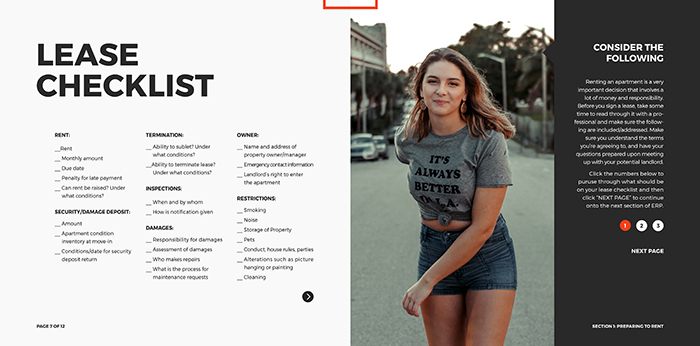 LEASE
CHECKLIST
RENT:
__Rent
__ Monthly amount
__ Due date
__ Penalty for late payment
__ Can rent be raised? Under
what conditions?
SECURITY/DAMAGE DEPOSIT:
__ Amount
__ Apartment condition
inventory at move-in
__ Conditions/date for security
deposit return
TERMINATION:
__ Ability to sublet? Under
what conditions?
__Ability to terminate lease?
Under what conditions?
INSPECTIONS:
__ When and by whom
__ How is notification given
DAMAGES:
__ Responsibility for damages
__ Assessment of damages
__ Who makes repairs
__ What is the process for
maintenance requests
OWNER:
__ Name and address of
property owner/manager
__ Emergency contact information
__ Landlord's right to enter
the apartment
RESTRICTIONS:
__ Smoking
__ Noise
__ Storage of Property
__ Pets
__ Conduct, house rules, perties
__ Alterations such as picture
hanging or painting
__ Cleaning
PAGE 7 OF 12
IT'S
ALWAYS
BETTER
IN L.A.
CONSIDER THE
FOLLOWING
Renting an apartment is a very
important decision that involves a
lot of money and responsibility.
Before you sign a lease, take some
time to read through it with a pro-
fessional and make sure the follow-
ing are included/addressed. Make
sure you understand the terms
you're agreeing to, and have your
questions prepared upon meeting
up with your potential landlord.
Click the numbers below to
puruse through what should be
on your lease checklist and then
click "NEXT PAGE" to continue
onto the next section of ERP.
1 2 3
NEXT PAGE
SECTION 1: PREPARING TO RENT